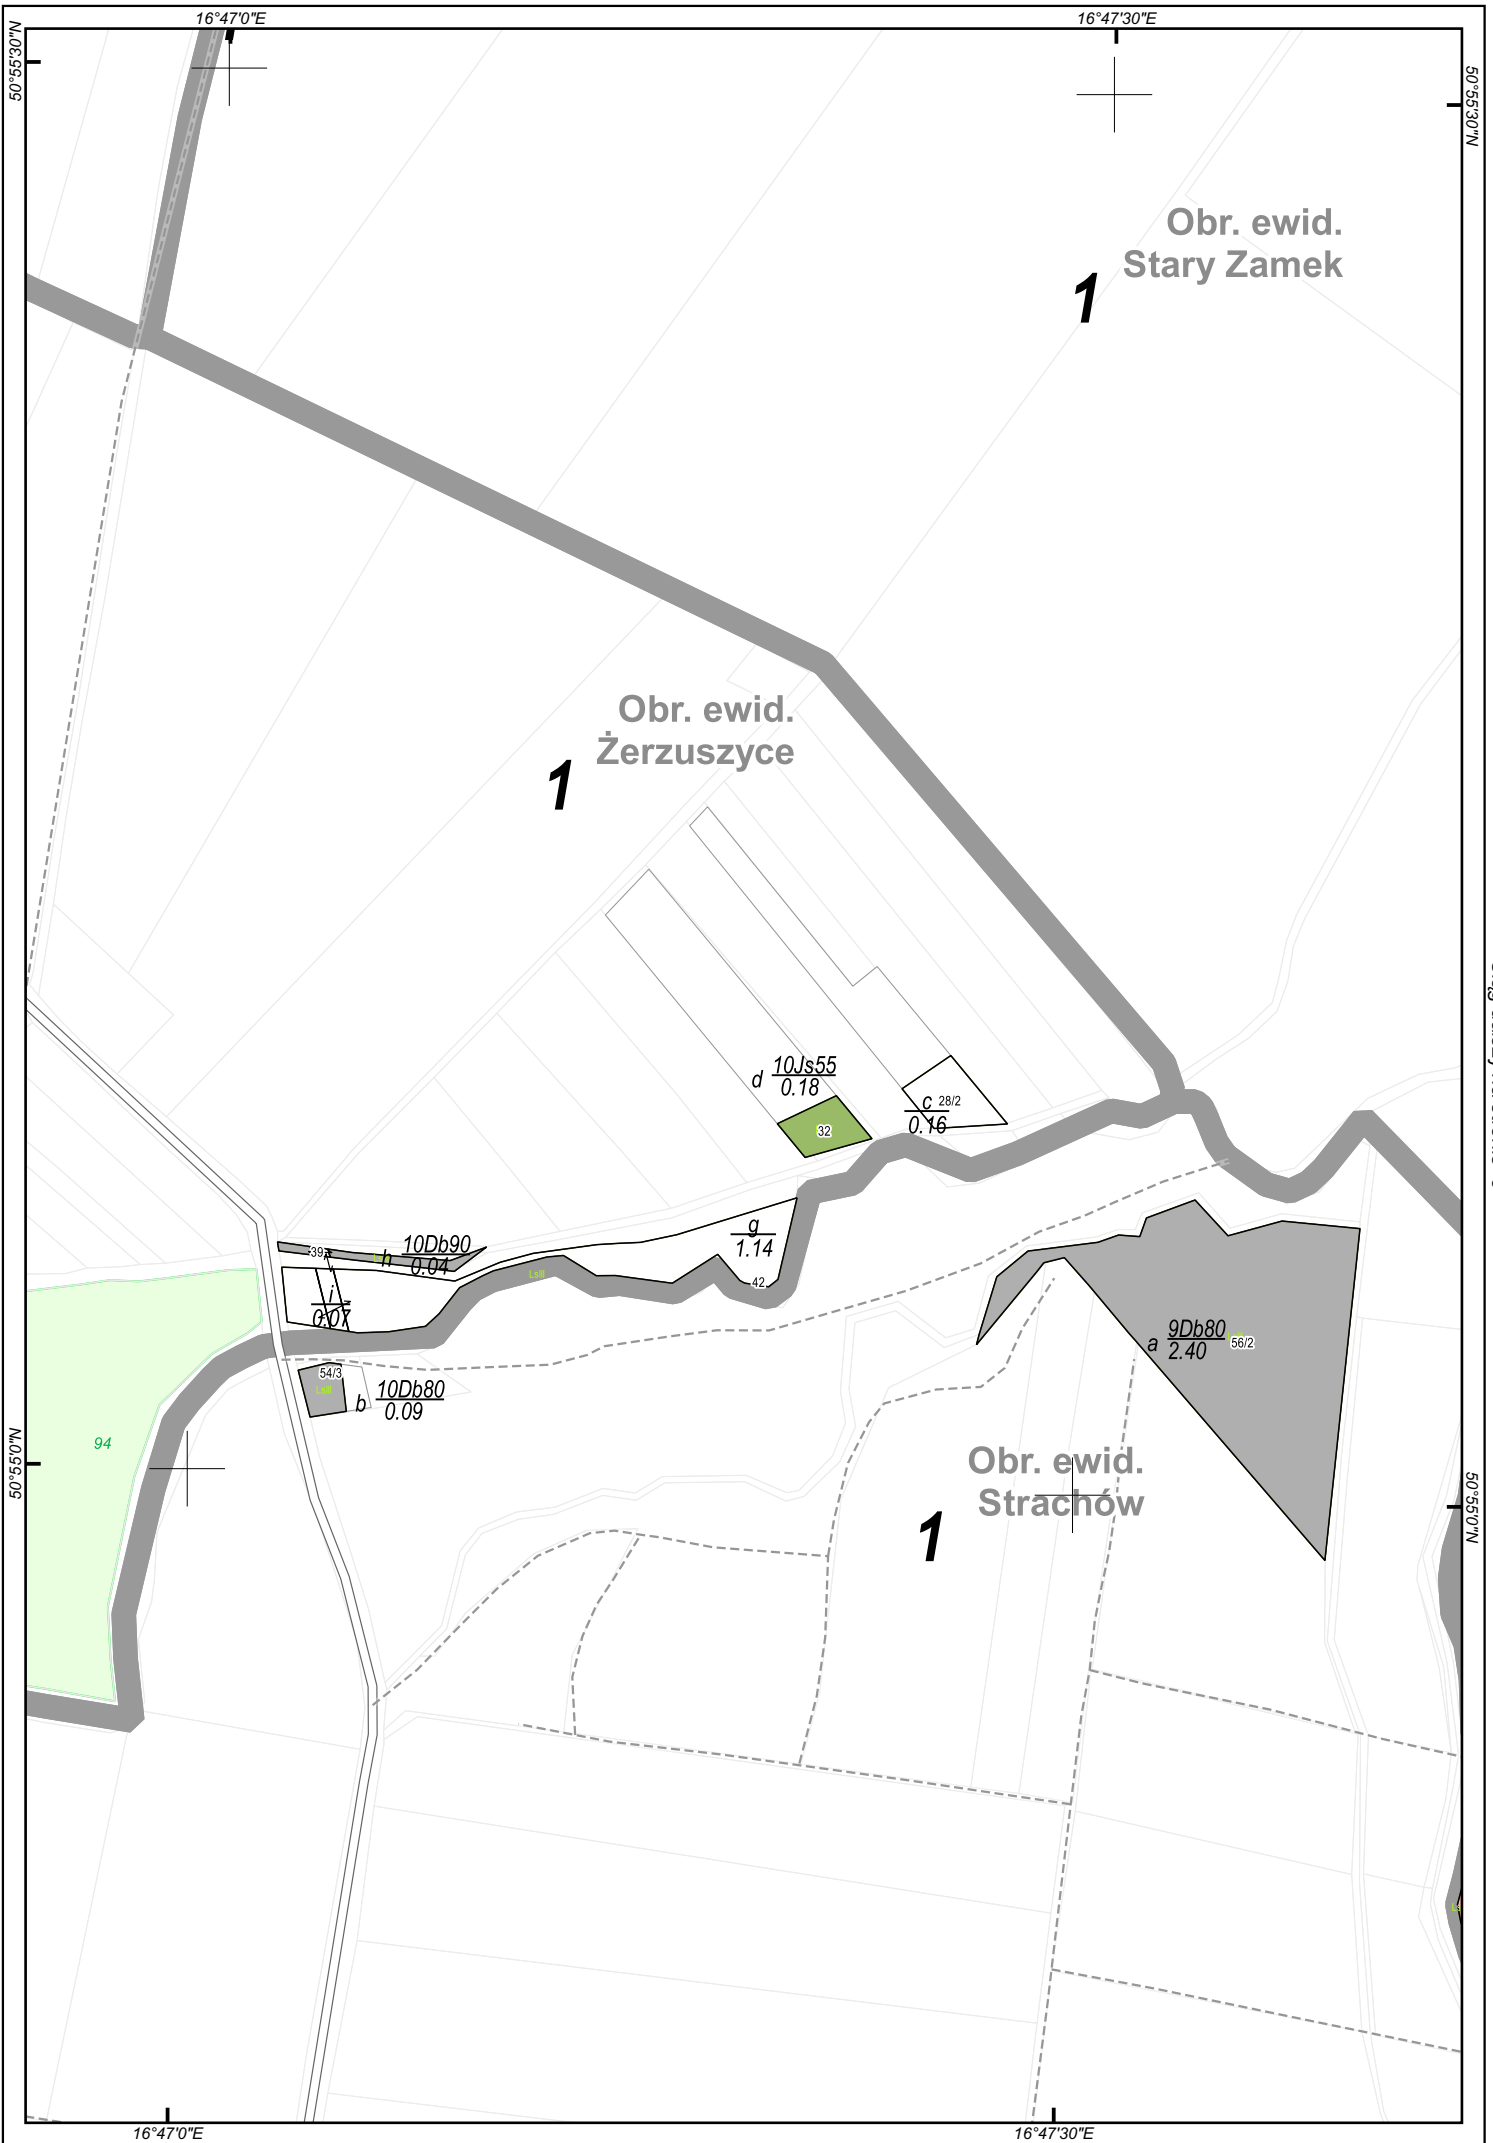 16°47'0"E
16°47'30"E
50°55'30"N
50°55'30"N
Obr. ewid.
Stary Zamek
1
Obr. ewid.
Żerzuszyce
1
d 10Js55
0.18
32
c 28/2
0.16
g
1.14
42
39
h 10Db90
0.04
LsIII
i
0.07
54/3
LsIII
b 10Db80
0.09
a 9Db80
2.40
56/2
94
Obr. ewid.
Strachów
1
50°55'0"N
50°55'0"N
16°47'0"E
16°47'30"E